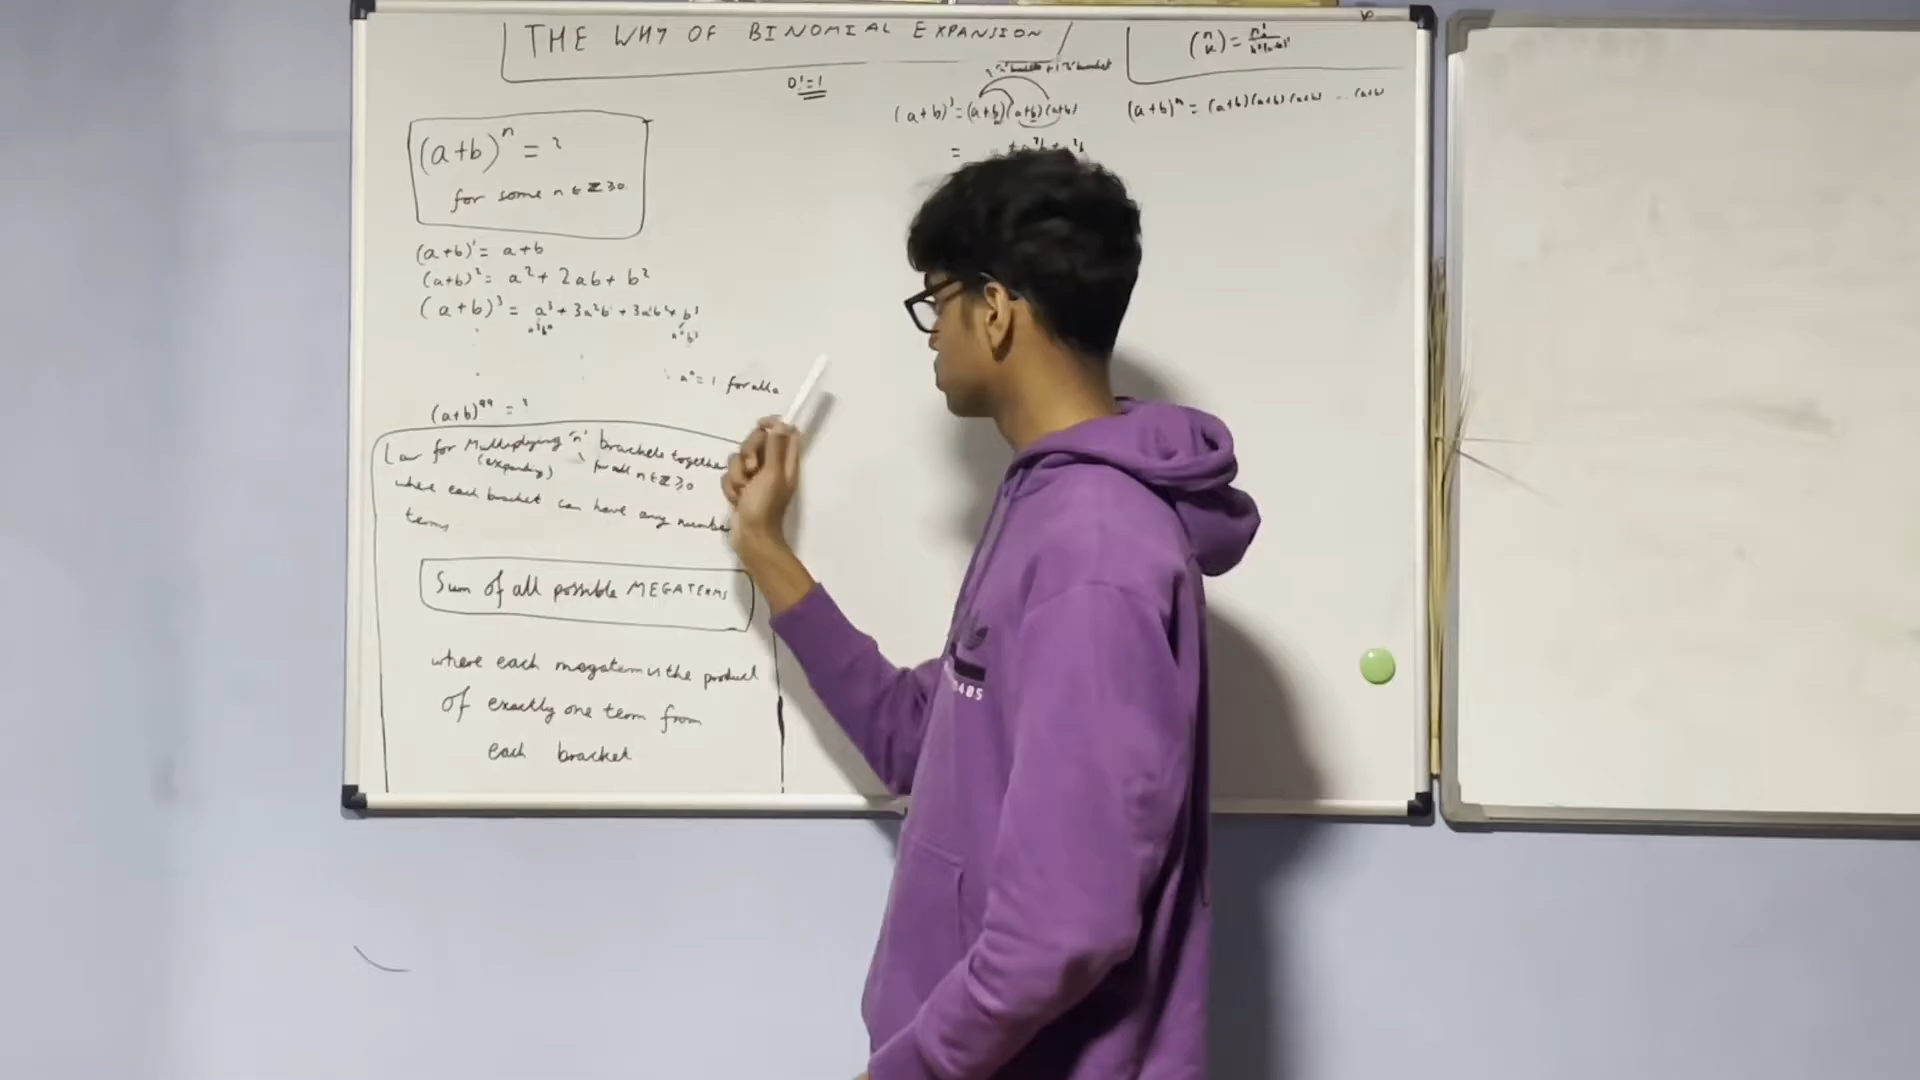 THE WHY OF BINOMIAL EXPANSION
0! = 1
(a+b)ⁿ = ?
for some n ∈ ℤ ≥ 0
(a+b)¹ = a+b
(a+b)² = a² + 2ab + b²
(a+b)³ = a³ + 3a²b + 3ab² + b³
a³b⁰ a⁰b³
a⁰ = 1 for all a
(a+b)⁹⁹ = ?
Law for Multiplying 'n' brackets together
(expanding) for all n ∈ ℤ ≥ 0
where each bracket can have any number
terms
Sum of all possible MEGATERMS
where each megaterm is the product
of exactly one term from
each bracket
(a+b)³ = (a+b)(a+b)(a+b)
=
(n k) = n!/k!(n-k)!
(a+b)ⁿ = (a+b)(a+b)(a+b) ... (a+b)